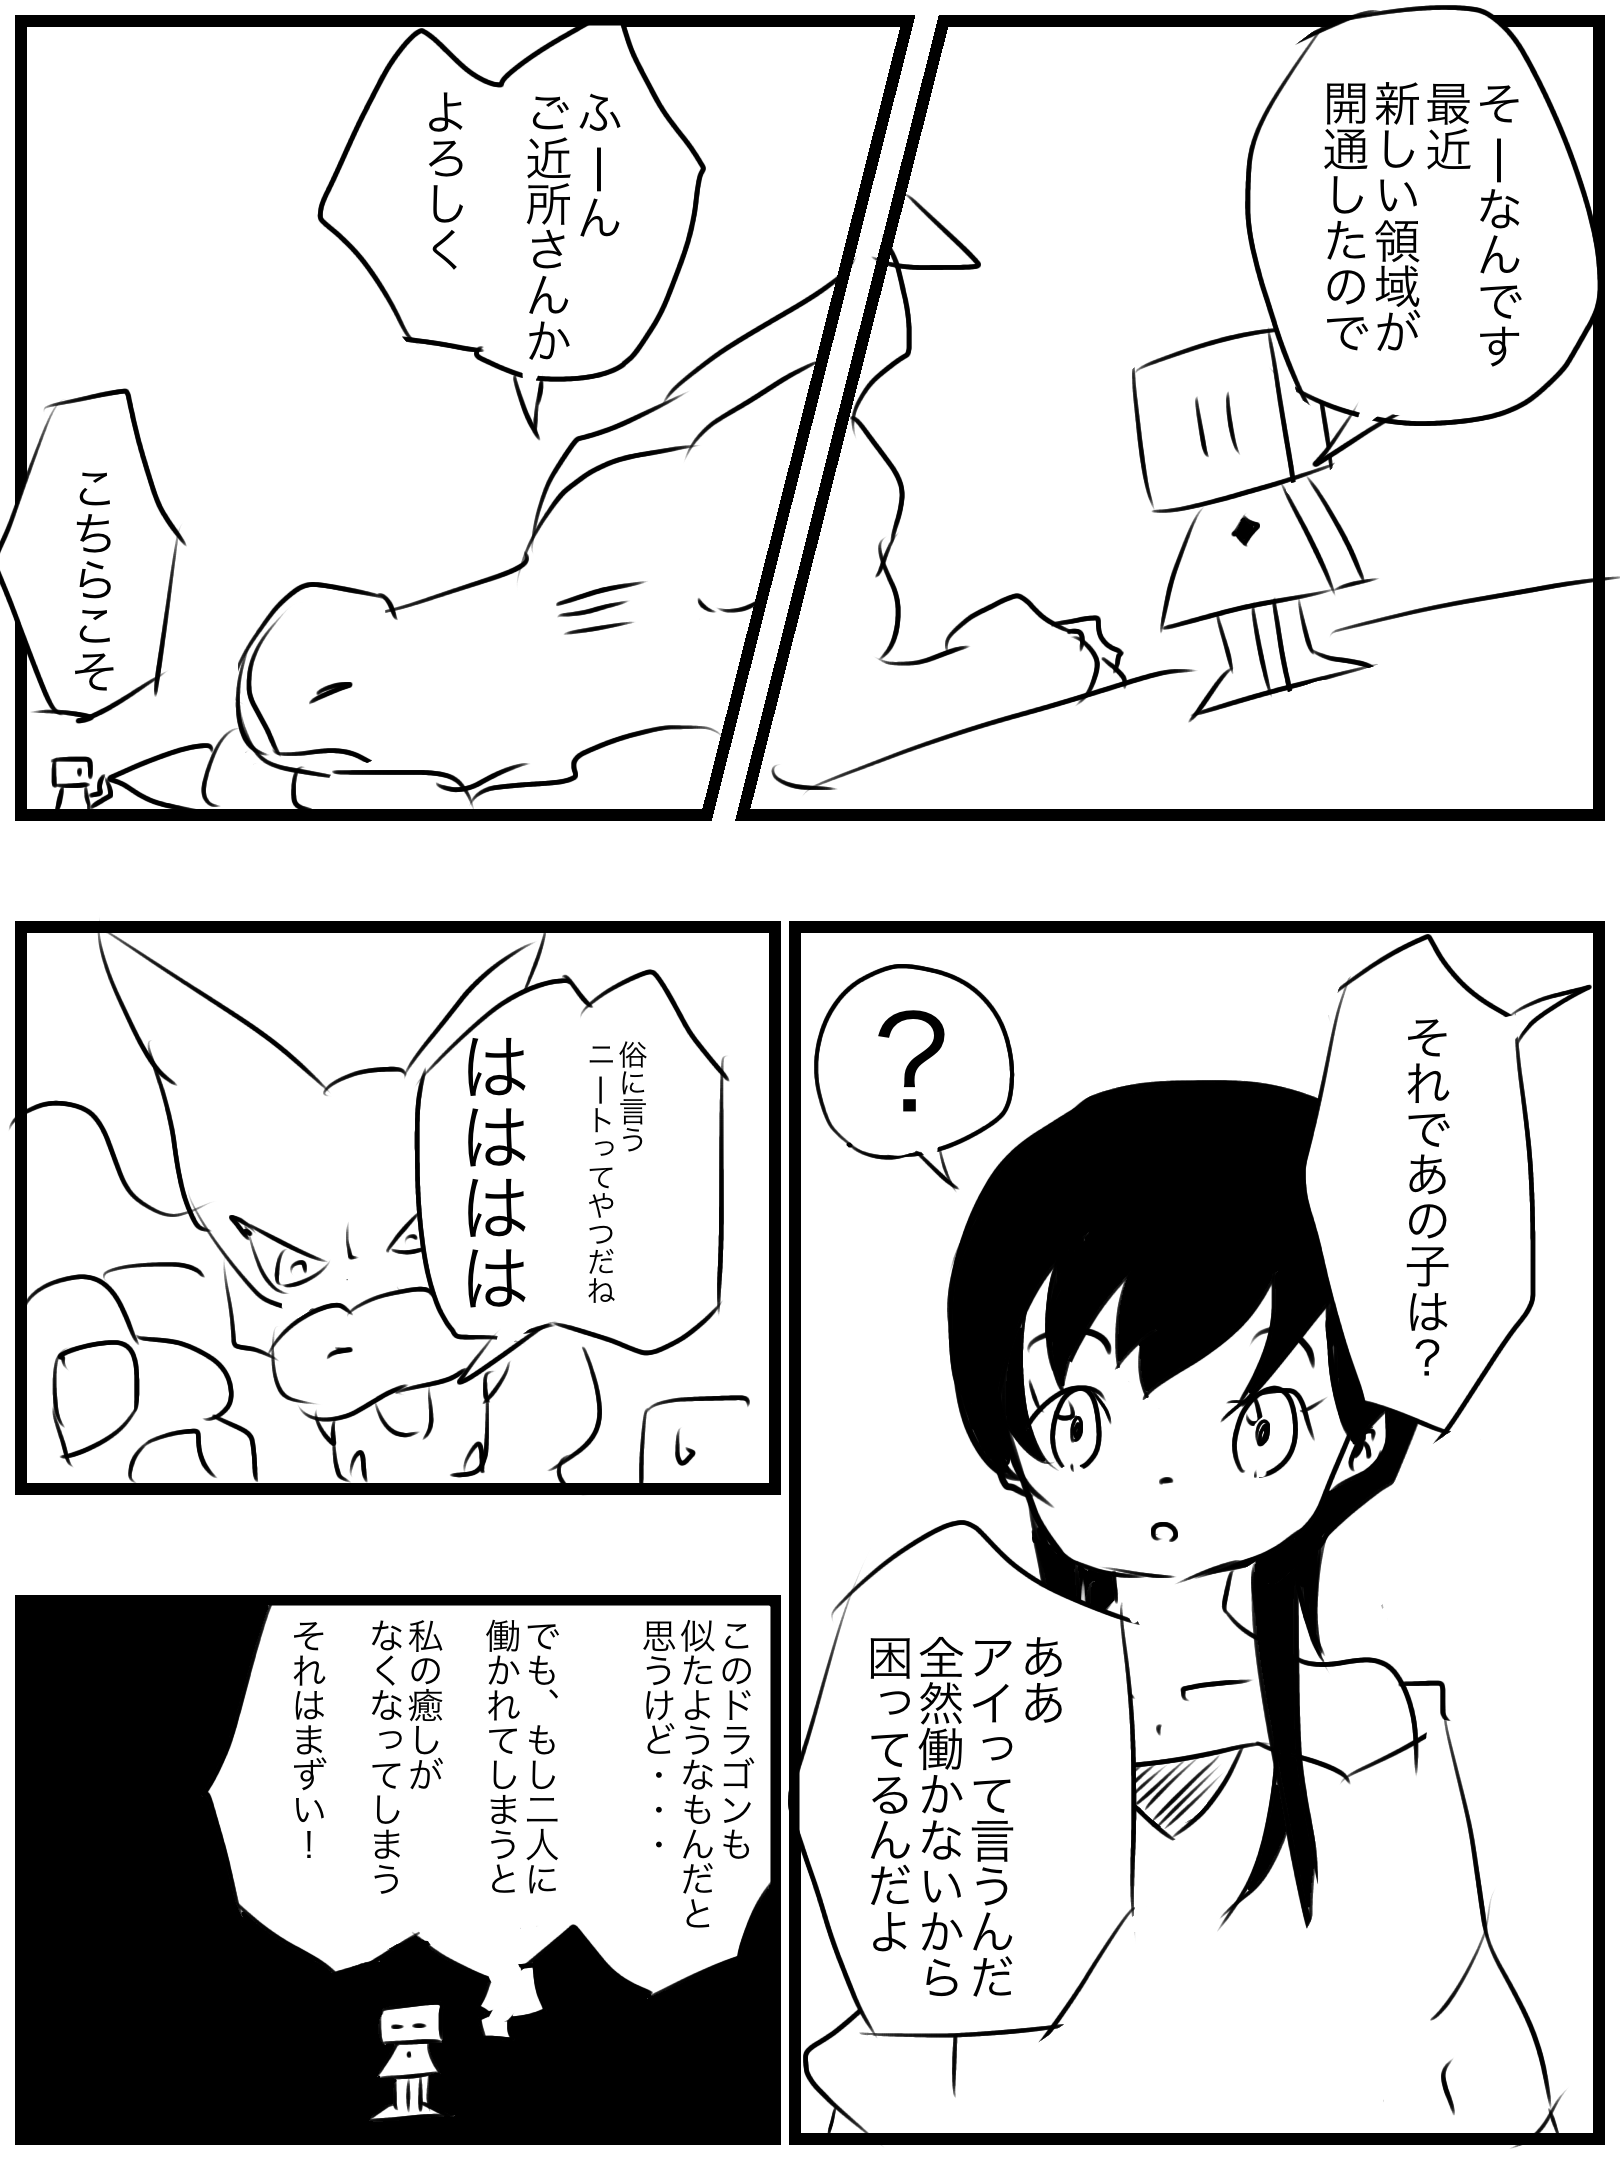 そーなんです
最近
新しい領域が
開通したので
ふーん
ご近所さんか
よろしく
こちらこそ
それであの子は?
?
ああ
アイって言うんだ
全然働かないから
困ってるんだよ
俗に言う
ニートってやつだね
はははは
このドラゴンも
似たようなもんだと
思うけど・・・
でも、もし二人に
働かれてしまうと
私の癒しが
なくなってしまう
それはまずい!